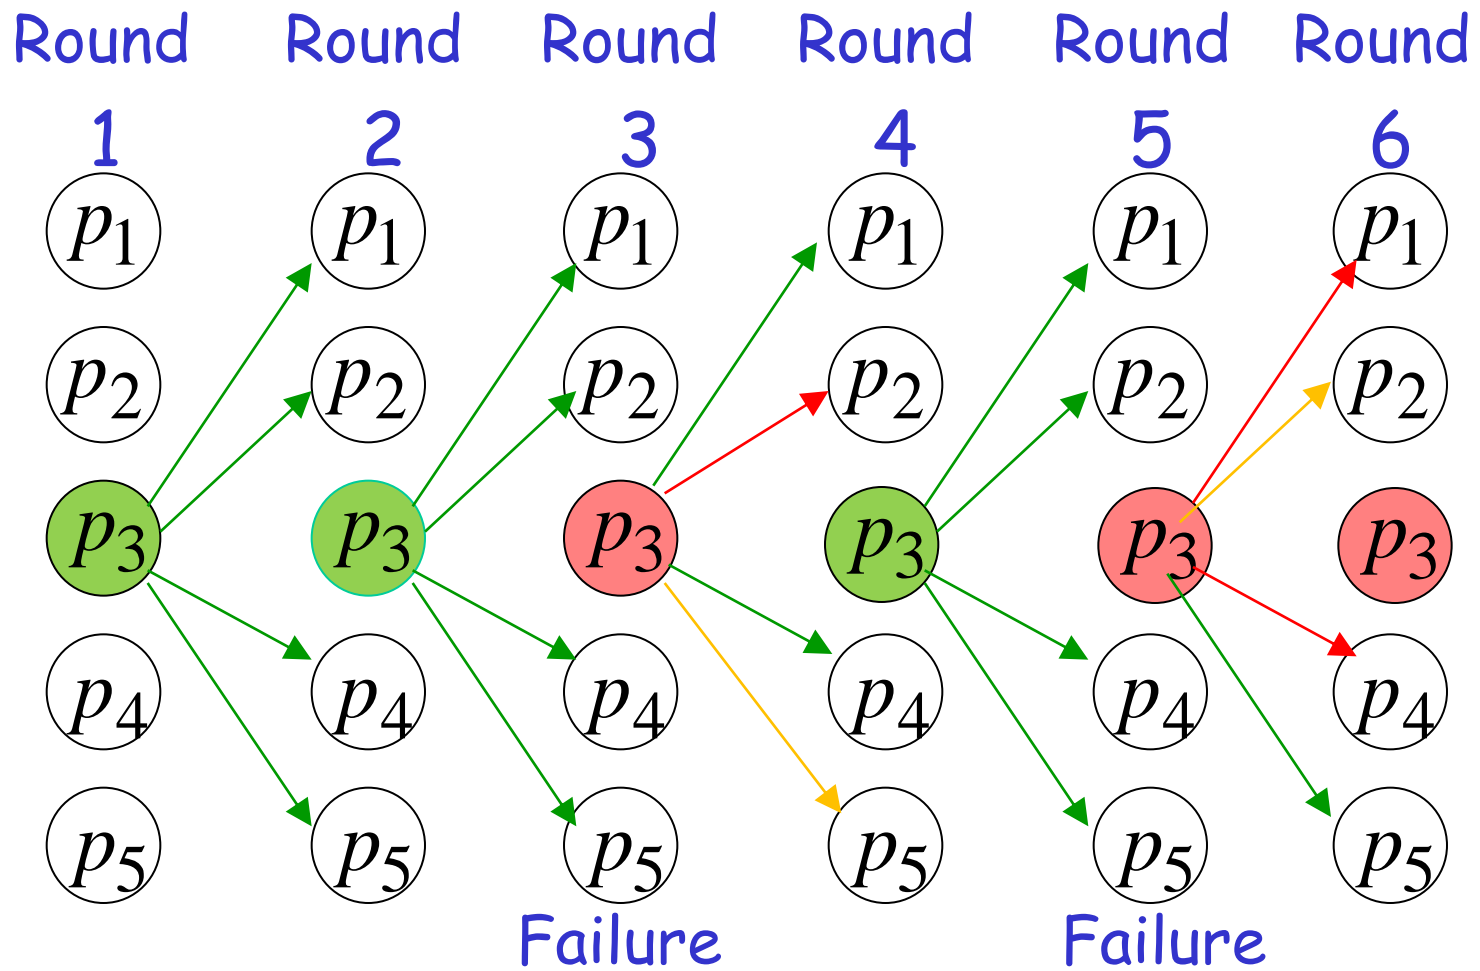 Round Round Round Round Round Round
1 2 3 4 5 6
p1 p1 p1 p1 p1 p1
p2 p2 p2 p2 p2 p2
p3 p3 p3 p3 p3 p3
p4 p4 p4 p4 p4 p4
p5 p5 p5 p5 p5 p5
Failure Failure